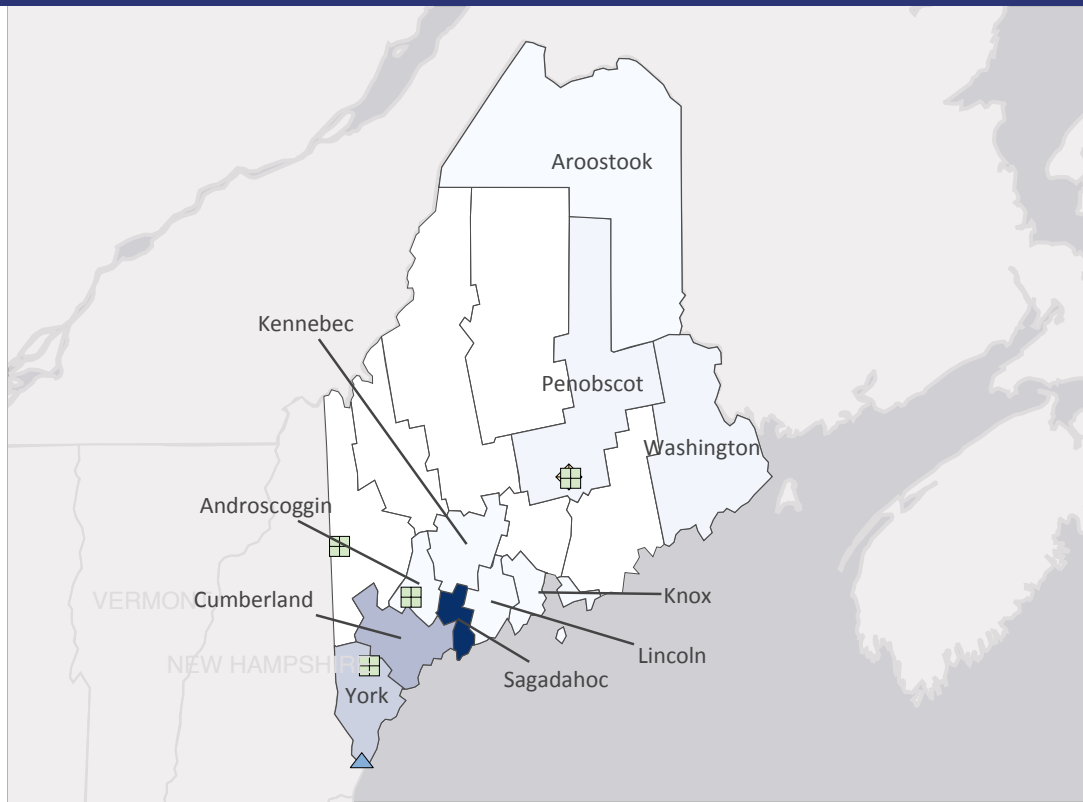 Aroostook
Kennebec
Penobscot
Washington
Androscoggin
VERMONT
Cumberland
Knox
NEW HAMPSHIRE
Lincoln
Sagadahoc
York